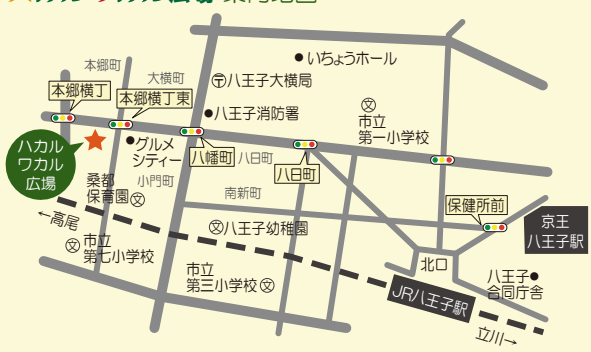 ハカル ワカル広場 案内地図
いちょうホール
本郷町
大横町
〒八王子大横局
本郷横丁
本郷横丁東
八王子消防署
文
市立
第一小学校
ハカル
ワカル
広場
グルメ
シティー
八幡町
八日町
八日町
桑都
保育園文
小門町
南新町
保健所前
←高尾
文八王子幼稚園
京王
八王子駅
文市立
第七小学校
北口
市立
第三小学校文
八王子
合同庁舎
JR八王子駅
立川→